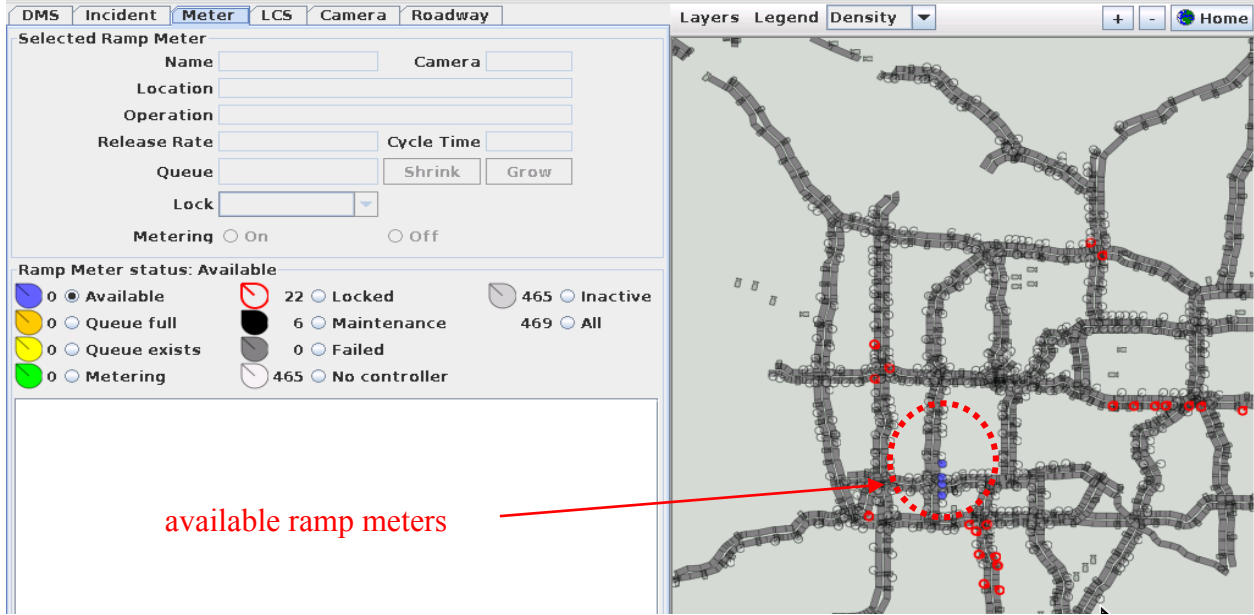 DMS Incident Meter LCS Camera Roadway
Layers Legend Density + - Home
Selected Ramp Meter
Name Camera
Location
Operation
Release Rate Cycle Time
Queue Shrink Grow
Lock
Metering On Off
Ramp Meter status: Available
0 Available 22 Locked 465 Inactive
0 Queue full 6 Maintenance 469 All
0 Queue exists 0 Failed
0 Metering 465 No controller
available ramp meters